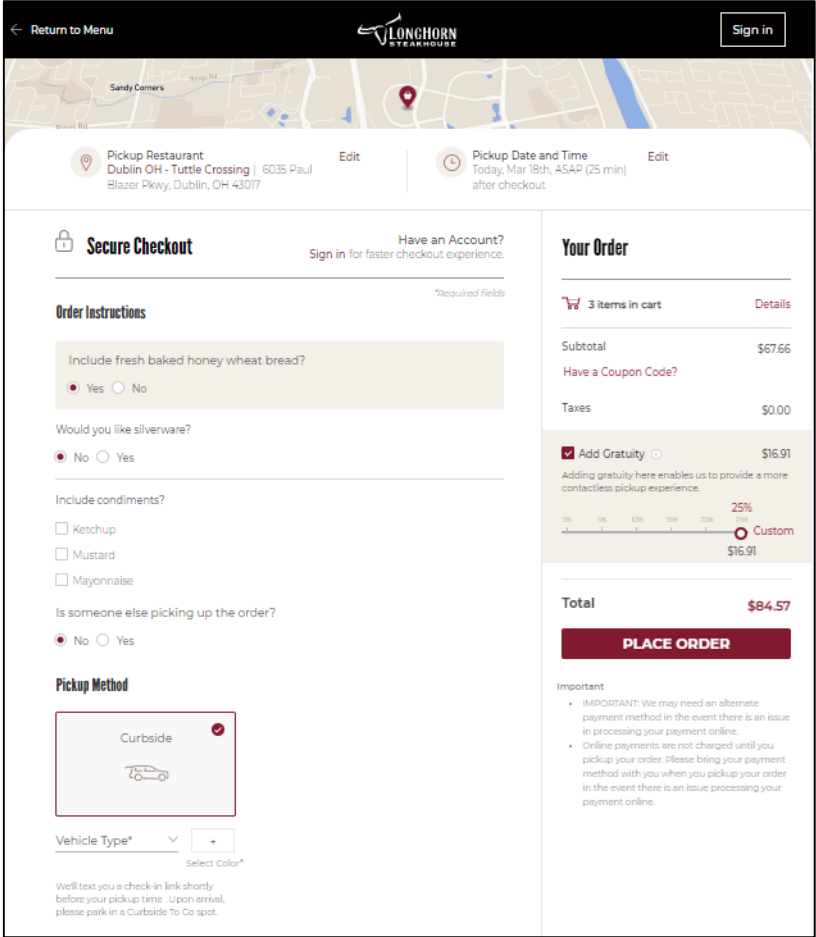 Return to Menu
LONGHORN
STEAKHOUSE
Sign in
Sandy Corners
Rings Rd
Rings Rd
Pickup Restaurant
Edit
Dublin OH - Tuttle Crossing | 6035 Paul
Blazer Pkwy, Dublin, OH 43017
Pickup Date and Time
Edit
Today, Mar 18th, ASAP (25 min)
after checkout
Secure Checkout
Have an Account?
Sign in for faster checkout experience.
*Required fields
Order Instructions
Include fresh baked honey wheat bread?
Yes No
Would you like silverware?
No Yes
Include condiments?
Ketchup
Mustard
Mayonnaise
Is someone else picking up the order?
No Yes
Pickup Method
Curbside
Vehicle Type*
+
Select Color*
We'll text you a check-in link shortly
before your pickup time . Upon arrival,
please park in a Curbside To Go spot.
Your Order
3 items in cart Details
Subtotal $67.66
Have a Coupon Code?
Taxes $0.00
Add Gratuity $16.91
Adding gratuity here enables us to provide a more
contactless pickup experience.
25%
0% 5% 10% 15% 20% 25%
Custom
$16.91
Total $84.57
PLACE ORDER
Important
IMPORTANT: We may need an alternate
payment method in the event there is an issue
in processing your payment online.
Online payments are not charged until you
pickup your order. Please bring your payment
method with you when you pickup your order
in the event there is an issue processing your
payment online.